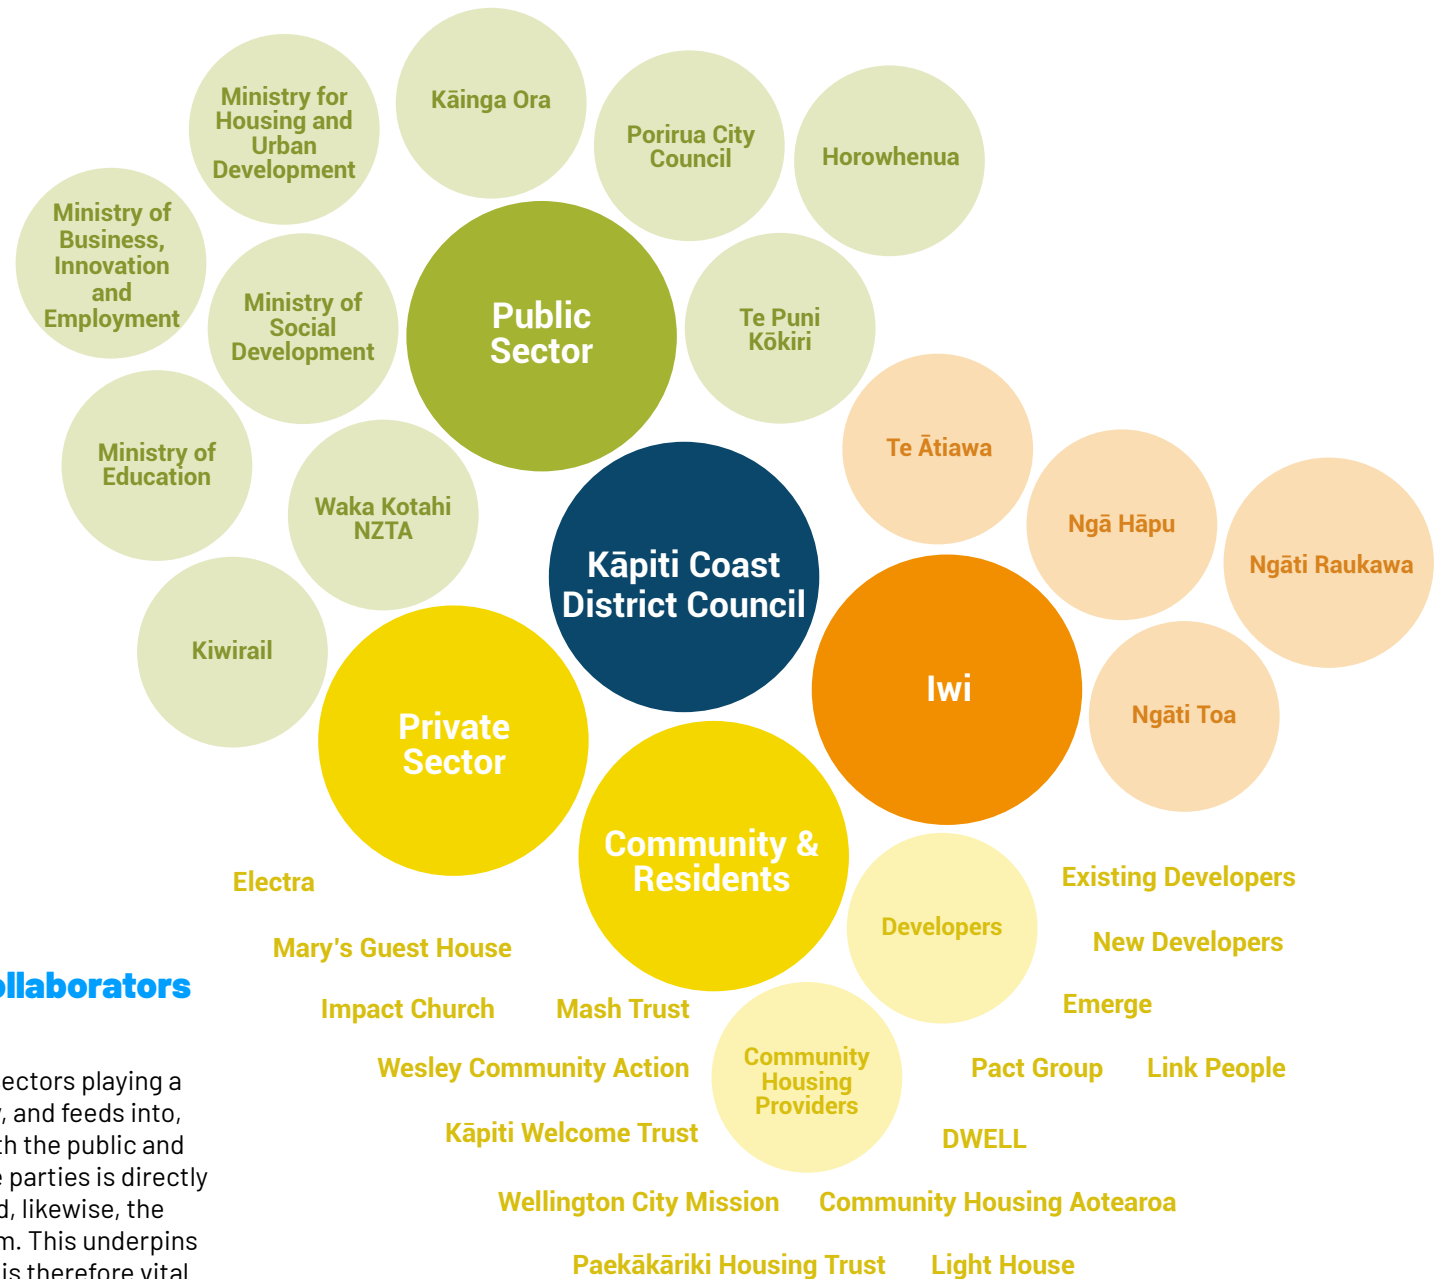 Kāinga Ora
Ministry for
Housing and
Urban
Development
Porirua City
Council
Horowhenua
Ministry of
Business,
Innovation
and
Employment
Ministry of
Social
Development
Public
Sector
Te Puni
Kōkiri
Te Ātiawa
Ministry of
Education
Waka Kotahi
NZTA
Ngā Hāpu
Ngāti Raukawa
Kāpiti Coast
District Council
Kiwirail
Iwi
Ngāti Toa
Private
Sector
Community &
Residents
Electra
Developers
Existing Developers
Mary's Guest House
New Developers
Impact Church
Mash Trust
Emerge
Wesley Community Action
Community
Housing
Providers
Pact Group
Link People
Kāpiti Welcome Trust
DWELL
Wellington City Mission
Community Housing Aotearoa
Paekākāriki Housing Trust
Light House
ollaborators
ectors playing a
, and feeds into,
th the public and
e parties is directly
d, likewise, the
m. This underpins
is therefore vital